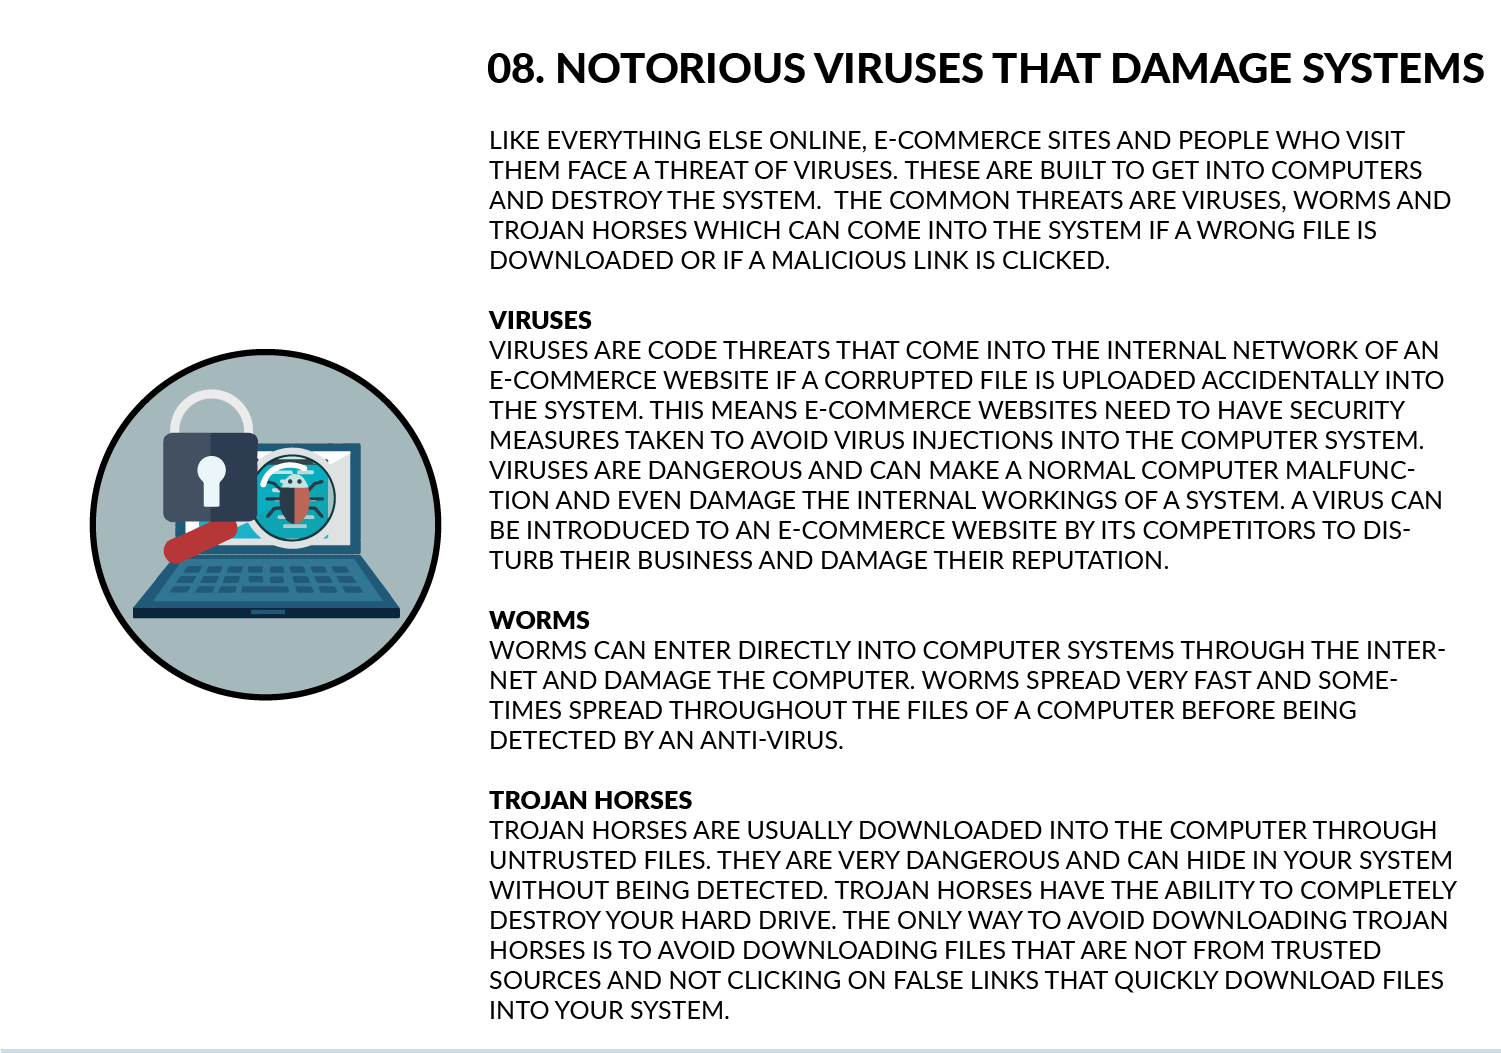 08. NOTORIOUS VIRUSES THAT DAMAGE SYSTEMS
LIKE EVERYTHING ELSE ONLINE, E-COMMERCE SITES AND PEOPLE WHO VISIT
THEM FACE A THREAT OF VIRUSES. THESE ARE BUILT TO GET INTO COMPUTERS
AND DESTROY THE SYSTEM.  THE COMMON THREATS ARE VIRUSES, WORMS AND
TROJAN HORSES WHICH CAN COME INTO THE SYSTEM IF A WRONG FILE IS
DOWNLOADED OR IF A MALICIOUS LINK IS CLICKED.
VIRUSES
VIRUSES ARE CODE THREATS THAT COME INTO THE INTERNAL NETWORK OF AN
E-COMMERCE WEBSITE IF A CORRUPTED FILE IS UPLOADED ACCIDENTALLY INTO
THE SYSTEM. THIS MEANS E-COMMERCE WEBSITES NEED TO HAVE SECURITY
MEASURES TAKEN TO AVOID VIRUS INJECTIONS INTO THE COMPUTER SYSTEM.
VIRUSES ARE DANGEROUS AND CAN MAKE A NORMAL COMPUTER MALFUNC-
TION AND EVEN DAMAGE THE INTERNAL WORKINGS OF A SYSTEM. A VIRUS CAN
BE INTRODUCED TO AN E-COMMERCE WEBSITE BY ITS COMPETITORS TO DIS-
TURB THEIR BUSINESS AND DAMAGE THEIR REPUTATION.
WORMS
WORMS CAN ENTER DIRECTLY INTO COMPUTER SYSTEMS THROUGH THE INTER-
NET AND DAMAGE THE COMPUTER. WORMS SPREAD VERY FAST AND SOME-
TIMES SPREAD THROUGHOUT THE FILES OF A COMPUTER BEFORE BEING
DETECTED BY AN ANTI-VIRUS.
TROJAN HORSES
TROJAN HORSES ARE USUALLY DOWNLOADED INTO THE COMPUTER THROUGH
UNTRUSTED FILES. THEY ARE VERY DANGEROUS AND CAN HIDE IN YOUR SYSTEM
WITHOUT BEING DETECTED. TROJAN HORSES HAVE THE ABILITY TO COMPLETELY
DESTROY YOUR HARD DRIVE. THE ONLY WAY TO AVOID DOWNLOADING TROJAN
HORSES IS TO AVOID DOWNLOADING FILES THAT ARE NOT FROM TRUSTED
SOURCES AND NOT CLICKING ON FALSE LINKS THAT QUICKLY DOWNLOAD FILES
INTO YOUR SYSTEM.